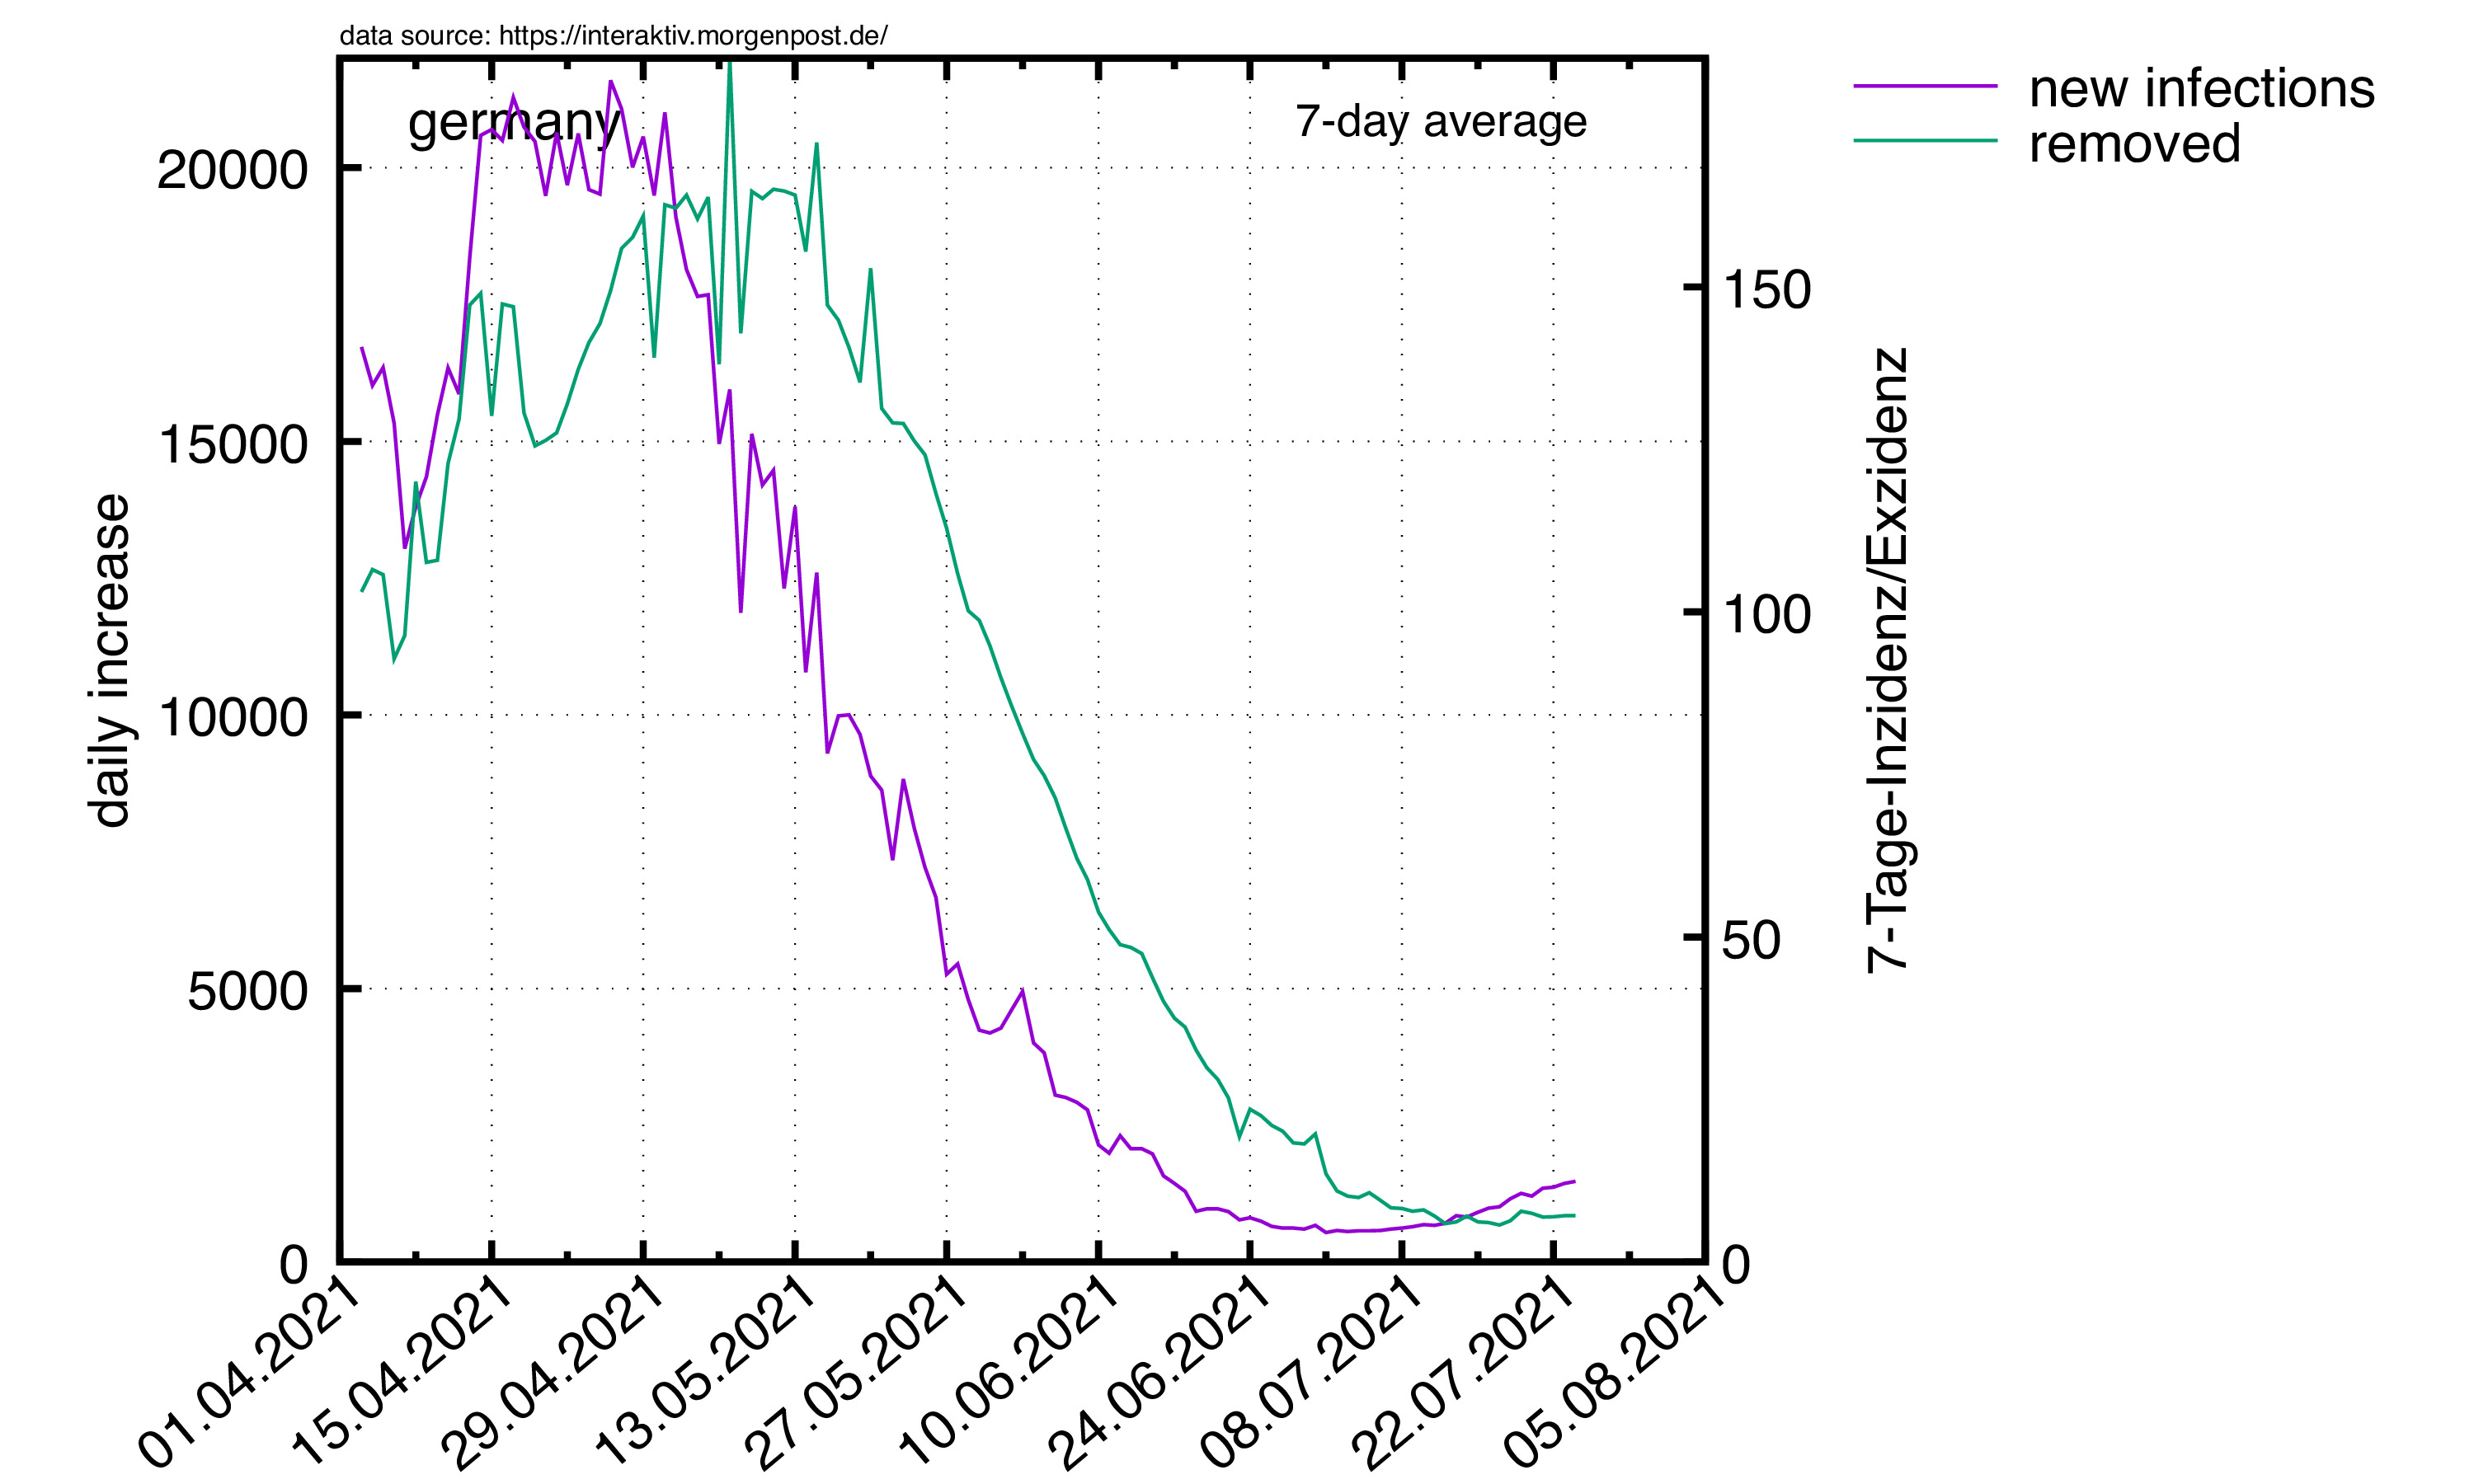 data source: https://interaktiv.morgenpost.de/
germany
7-day average
new infections
removed
daily increase
20000
15000
10000
5000
0
150
100
50
0
7-Tage-Inzidenz/Exzidenz
01.04.2021
15.04.2021
29.04.2021
13.05.2021
27.05.2021
10.06.2021
24.06.2021
08.07.2021
22.07.2021
05.08.2021